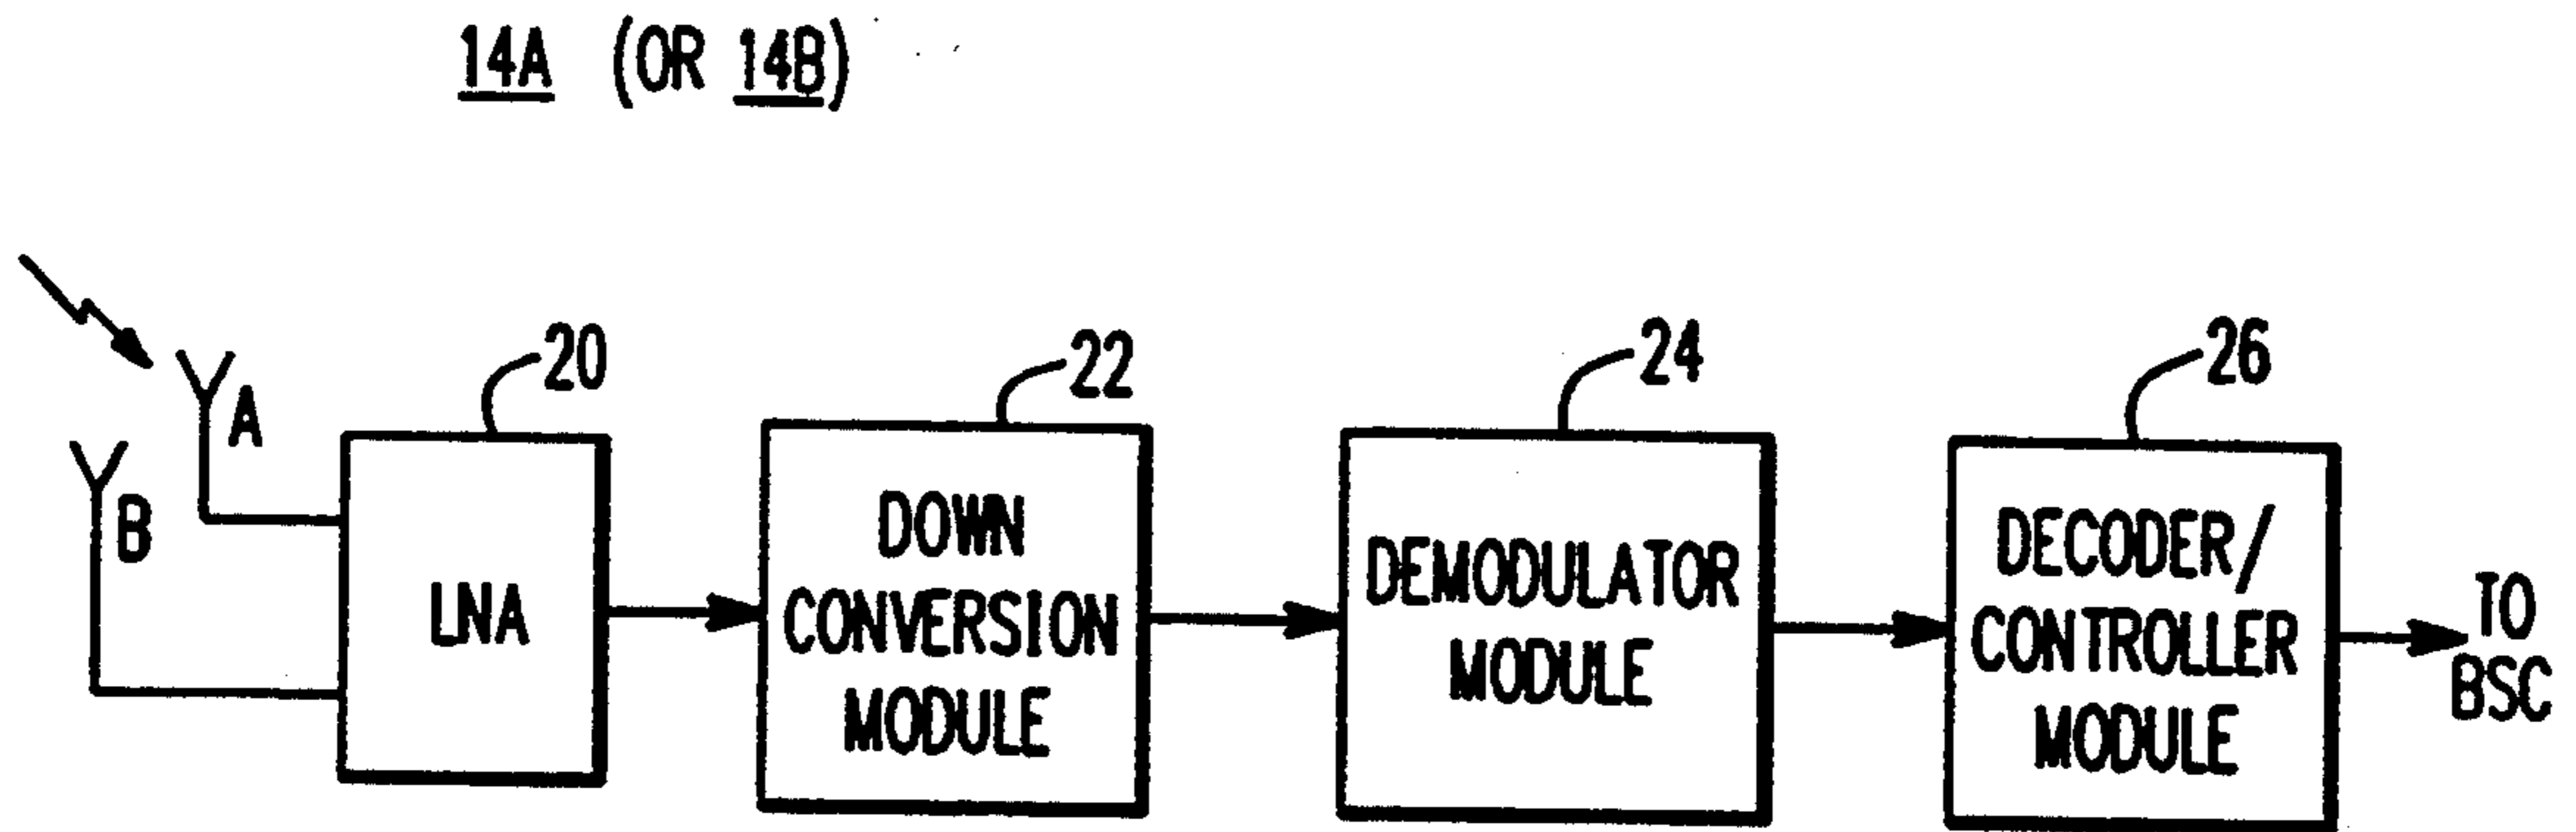 14A (OR 14B)
20
22
24
26
A
B
LNA
DOWN
CONVERSION
MODULE
DEMODULATOR
MODULE
DECODER/
CONTROLLER
MODULE
TO
BSC